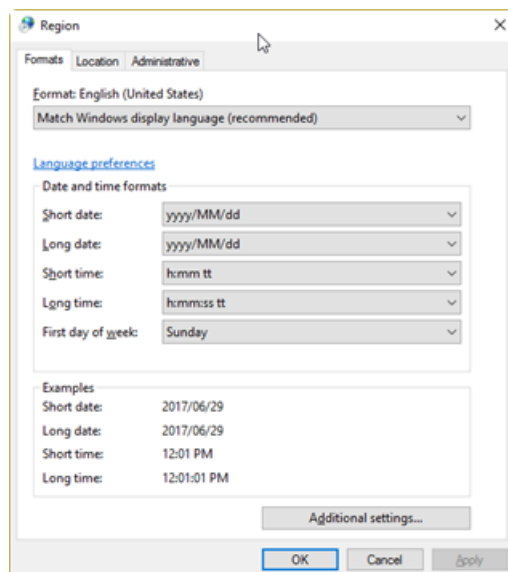 Region
Formats Location Administrative
Format: English (United States)
Match Windows display language (recommended)
Language preferences
Date and time formats
Short date: yyyy/MM/dd
Long date: yyyy/MM/dd
Short time: h:mm tt
Long time: h:mm:ss tt
First day of week: Sunday
Examples
Short date: 2017/06/29
Long date: 2017/06/29
Short time: 12:01 PM
Long time: 12:01:01 PM
Additional settings...
OK Cancel Apply